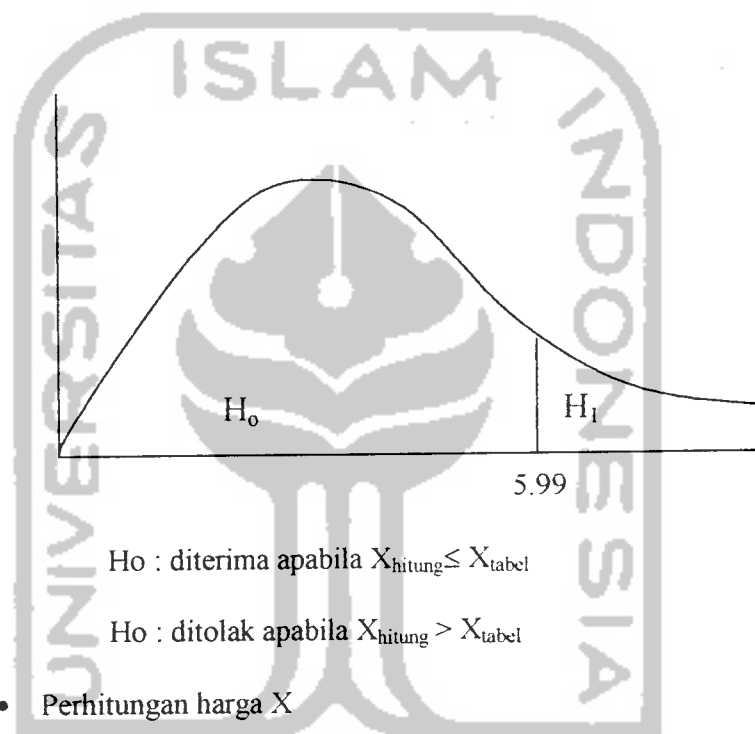 ISLAM
UNIVERSITAS
INDONESIA
H₀
H₁
5.99
Ho : diterima apabila X_hitung ≤ X_tabel
Ho : ditolak apabila X_hitung > X_tabel
• Perhitungan harga X